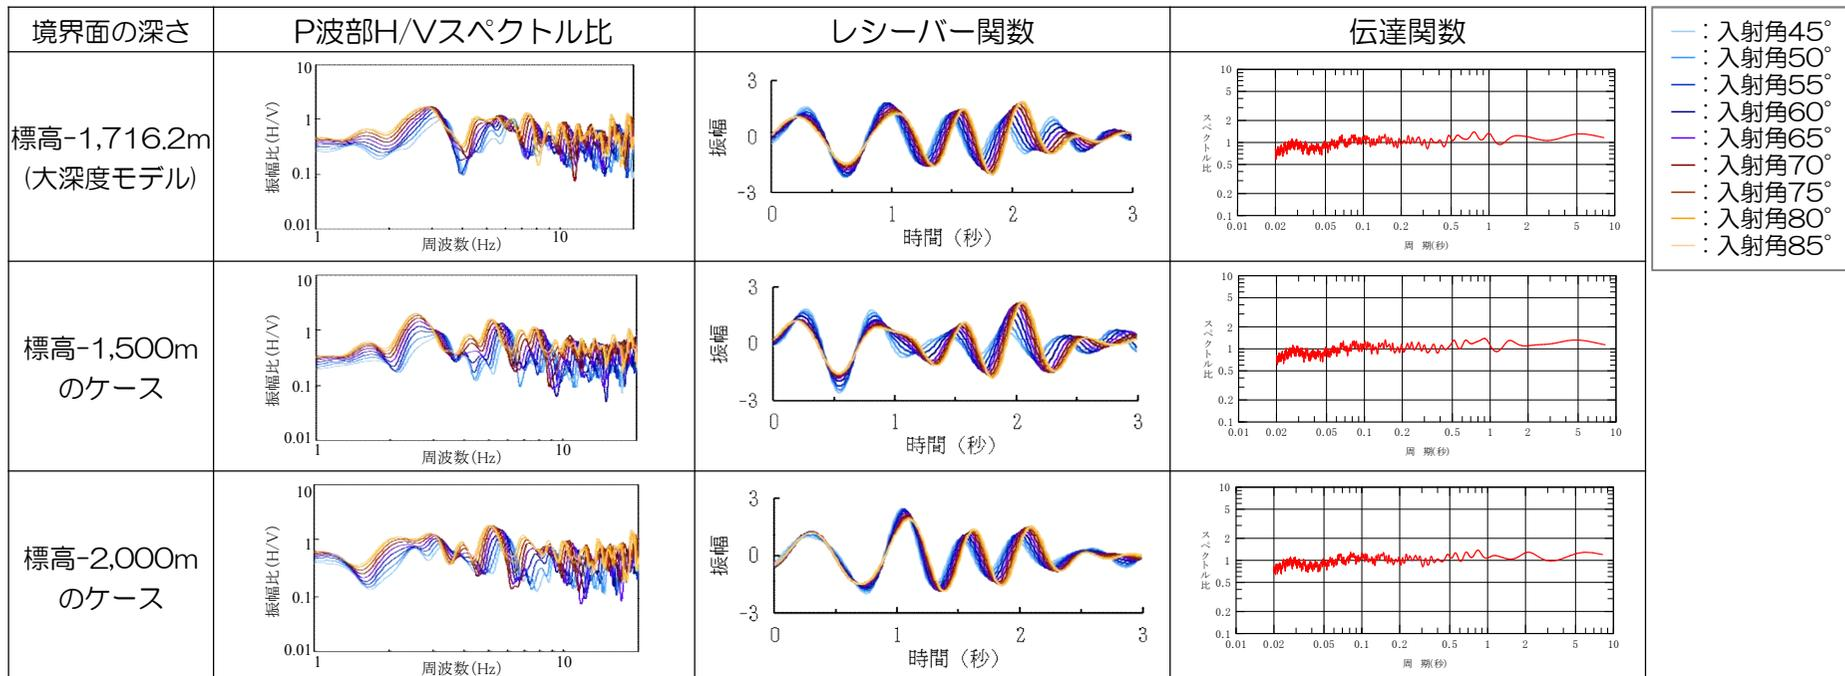 境界面の深さ
P波部H/Vスペクトル比
レシーバー関数
伝達関数
標高-1,716.2m
(大深度モデル)
10
1
0.1
0.01
振幅比(H/V)
1
10
周波数(Hz)
3
0
-3
振幅
0
1
2
3
時間（秒）
10
5
2
1
0.5
0.2
0.1
スペクトル比
0.01
0.02
0.05
0.1
0.2
0.5
1
2
5
10
周 期(秒)
標高-1,500m
のケース
10
1
0.1
0.01
振幅比(H/V)
1
10
周波数(Hz)
3
0
-3
振幅
0
1
2
3
時間（秒）
10
5
2
1
0.5
0.2
0.1
スペクトル比
0.01
0.02
0.05
0.1
0.2
0.5
1
2
5
10
周 期(秒)
標高-2,000m
のケース
10
1
0.1
0.01
振幅比(H/V)
1
10
周波数(Hz)
3
0
-3
振幅
0
1
2
3
時間（秒）
10
5
2
1
0.5
0.2
0.1
スペクトル比
0.01
0.02
0.05
0.1
0.2
0.5
1
2
5
10
周 期(秒)
：入射角45°
：入射角50°
：入射角55°
：入射角60°
：入射角65°
：入射角70°
：入射角75°
：入射角80°
：入射角85°